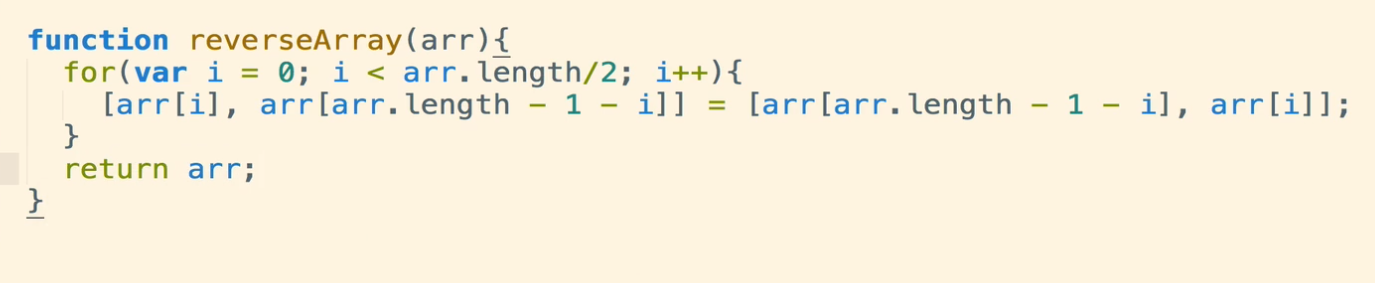 function reverseArray(arr){
  for(var i = 0; i < arr.length/2; i++){
    [arr[i], arr[arr.length - 1 - i]] = [arr[arr.length - 1 - i], arr[i]];
  }
  return arr;
}